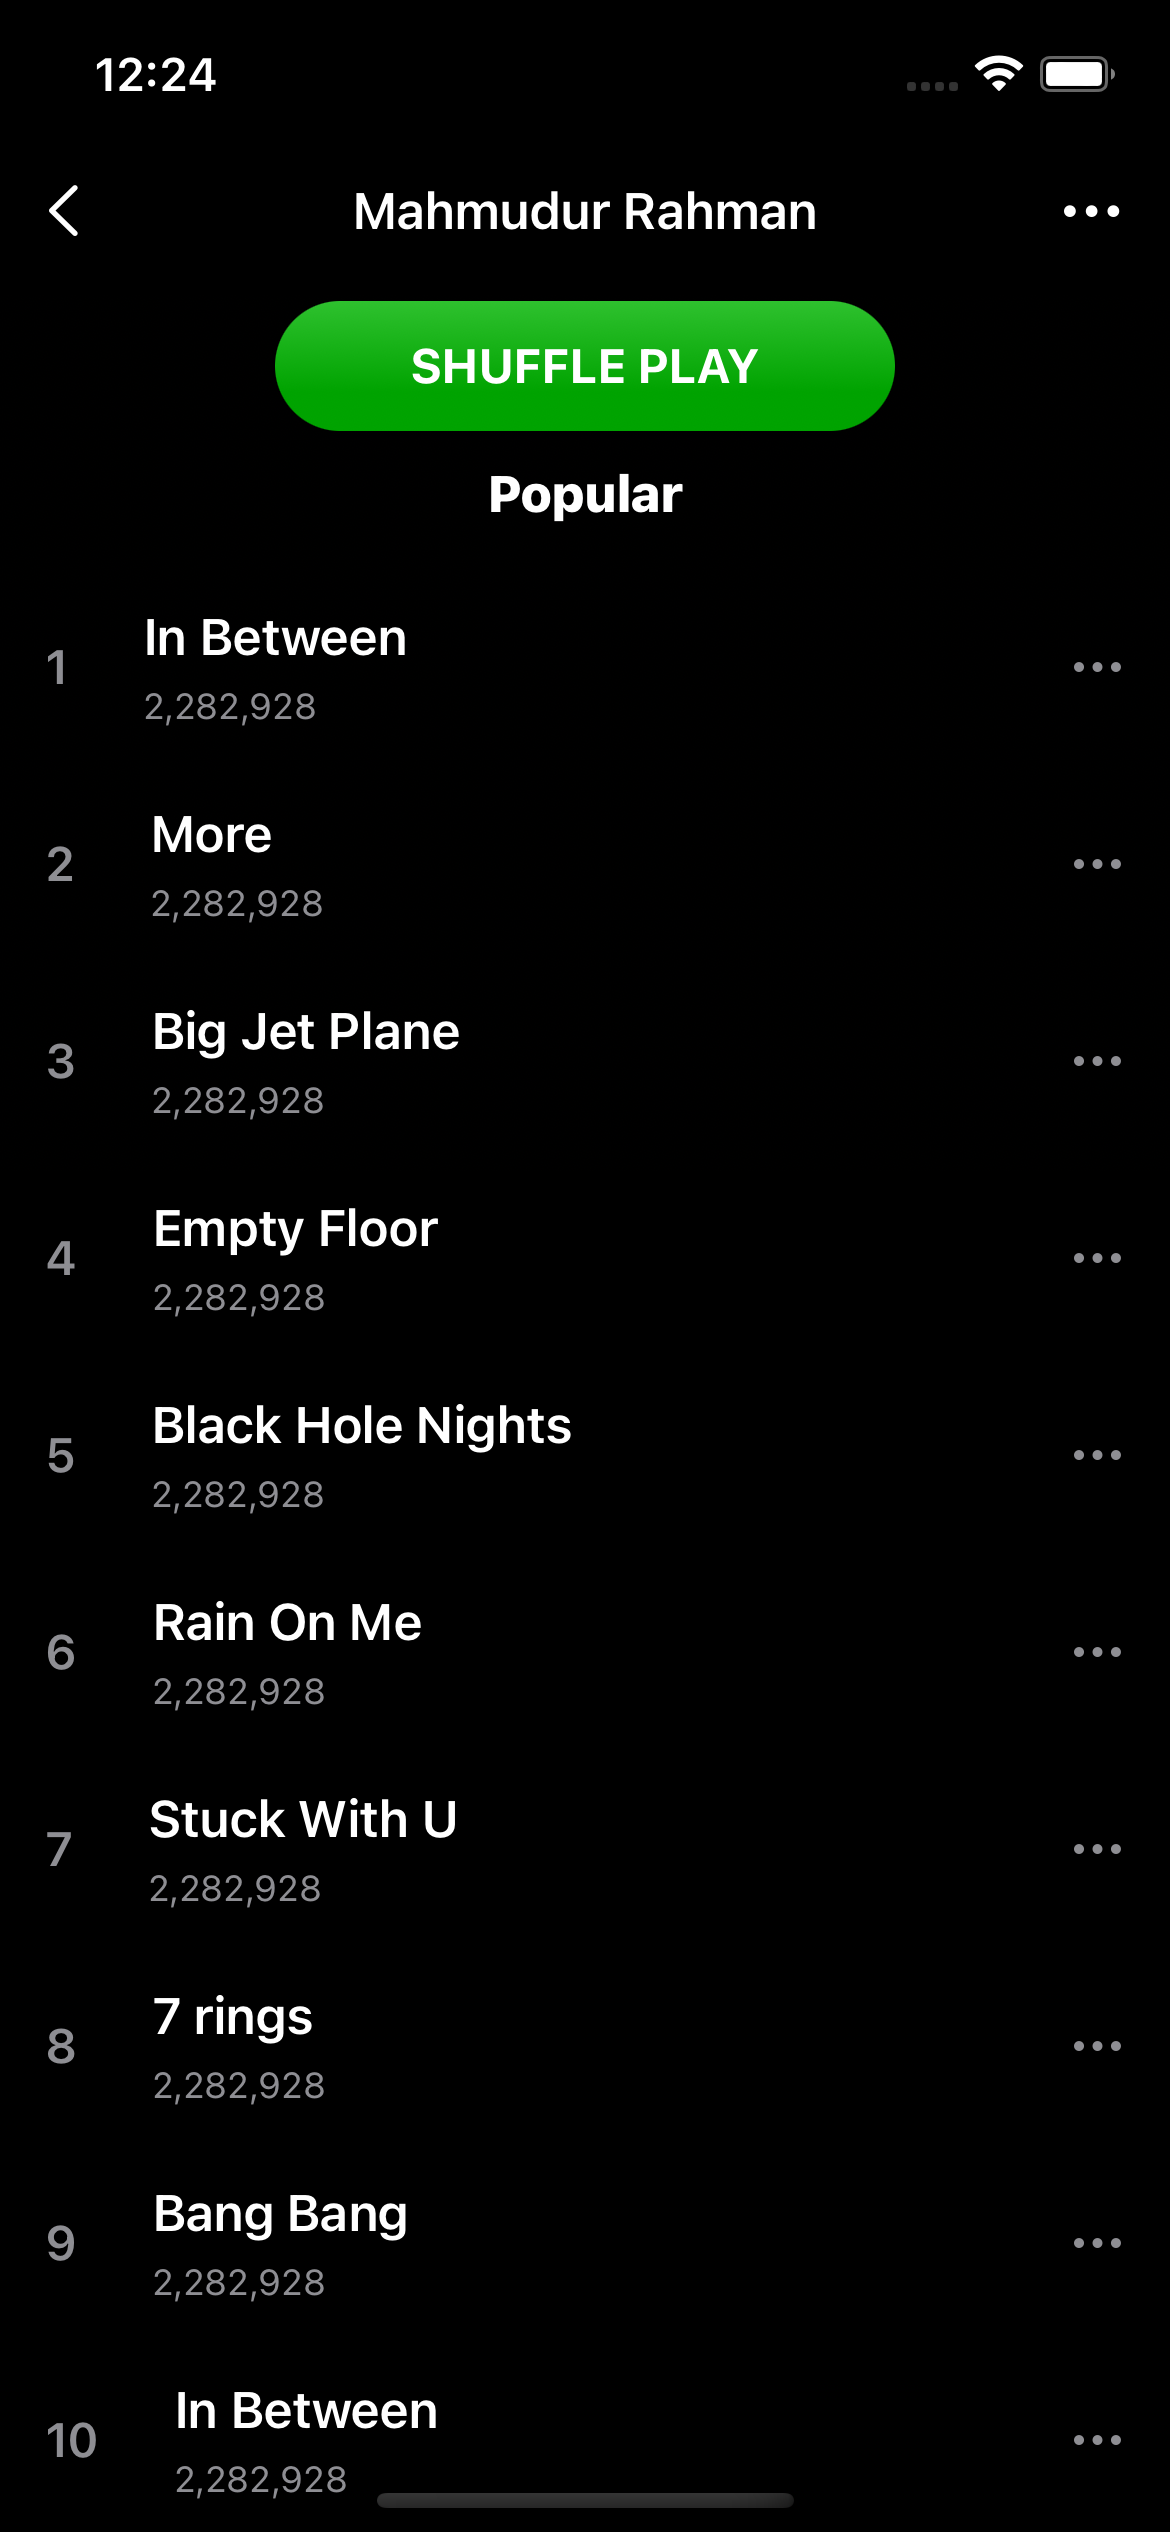 12:24
Mahmudur Rahman
SHUFFLE PLAY
Popular
1
In Between
2,282,928
2
More
2,282,928
3
Big Jet Plane
2,282,928
4
Empty Floor
2,282,928
5
Black Hole Nights
2,282,928
6
Rain On Me
2,282,928
7
Stuck With U
2,282,928
8
7 rings
2,282,928
9
Bang Bang
2,282,928
10
In Between
2,282,928